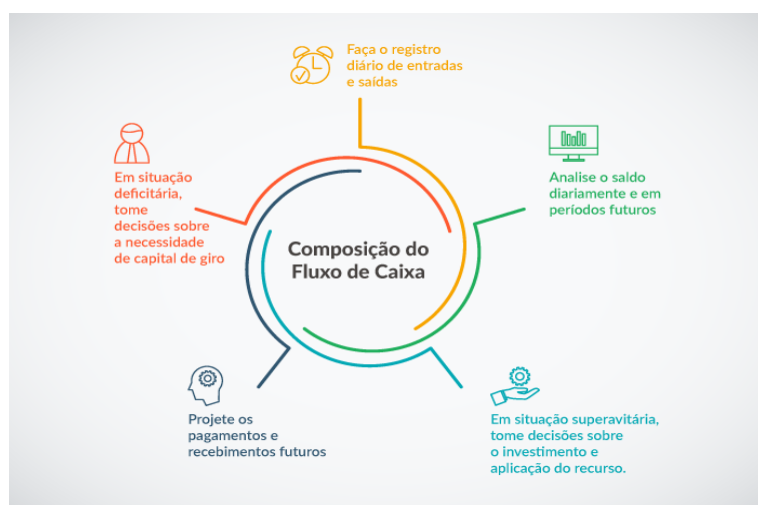 Faça o registro
diário de entradas
e saídas
Em situação
deficitária,
tome
decisões sobre
a necessidade
de capital de giro
Analise o saldo
diariamente e em
períodos futuros
Composição do
Fluxo de Caixa
Projete os
pagamentos e
recebimentos futuros
Em situação superavitária,
tome decisões sobre
o investimento e
aplicação do recurso.